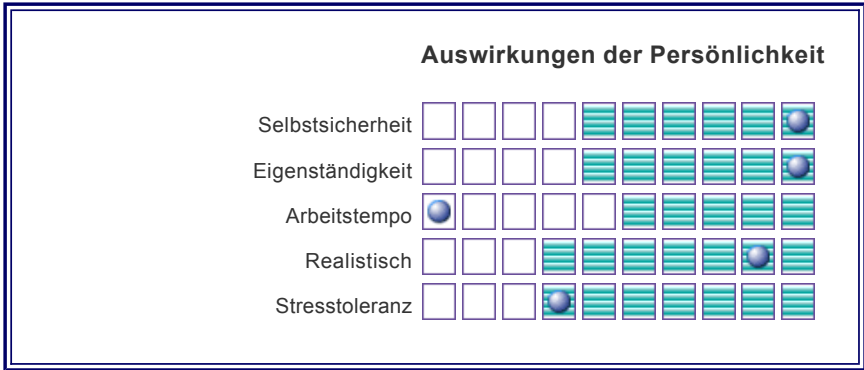 Auswirkungen der Persönlichkeit
Selbstsicherheit
Eigenständigkeit
Arbeitstempo
Realistisch
Stresstoleranz